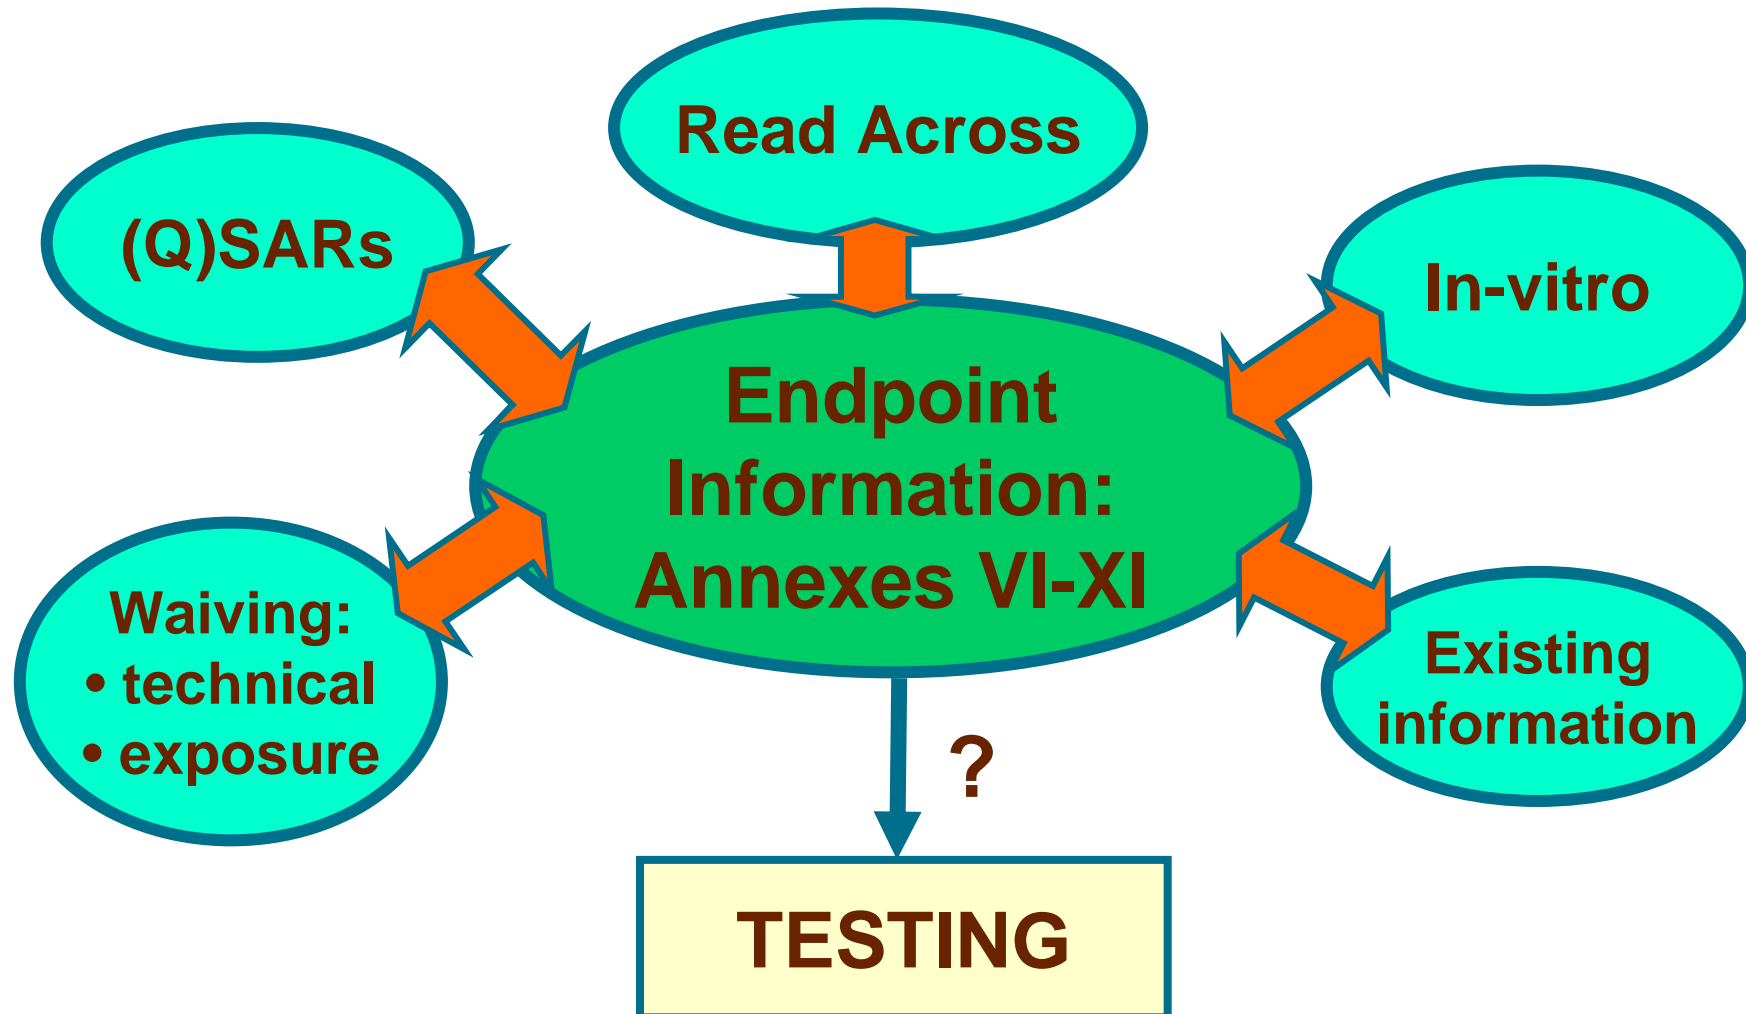 Read Across
(Q)SARs
In-vitro
Endpoint
Information:
Annexes VI-XI
Waiving:
• technical
• exposure
Existing
information
?
TESTING